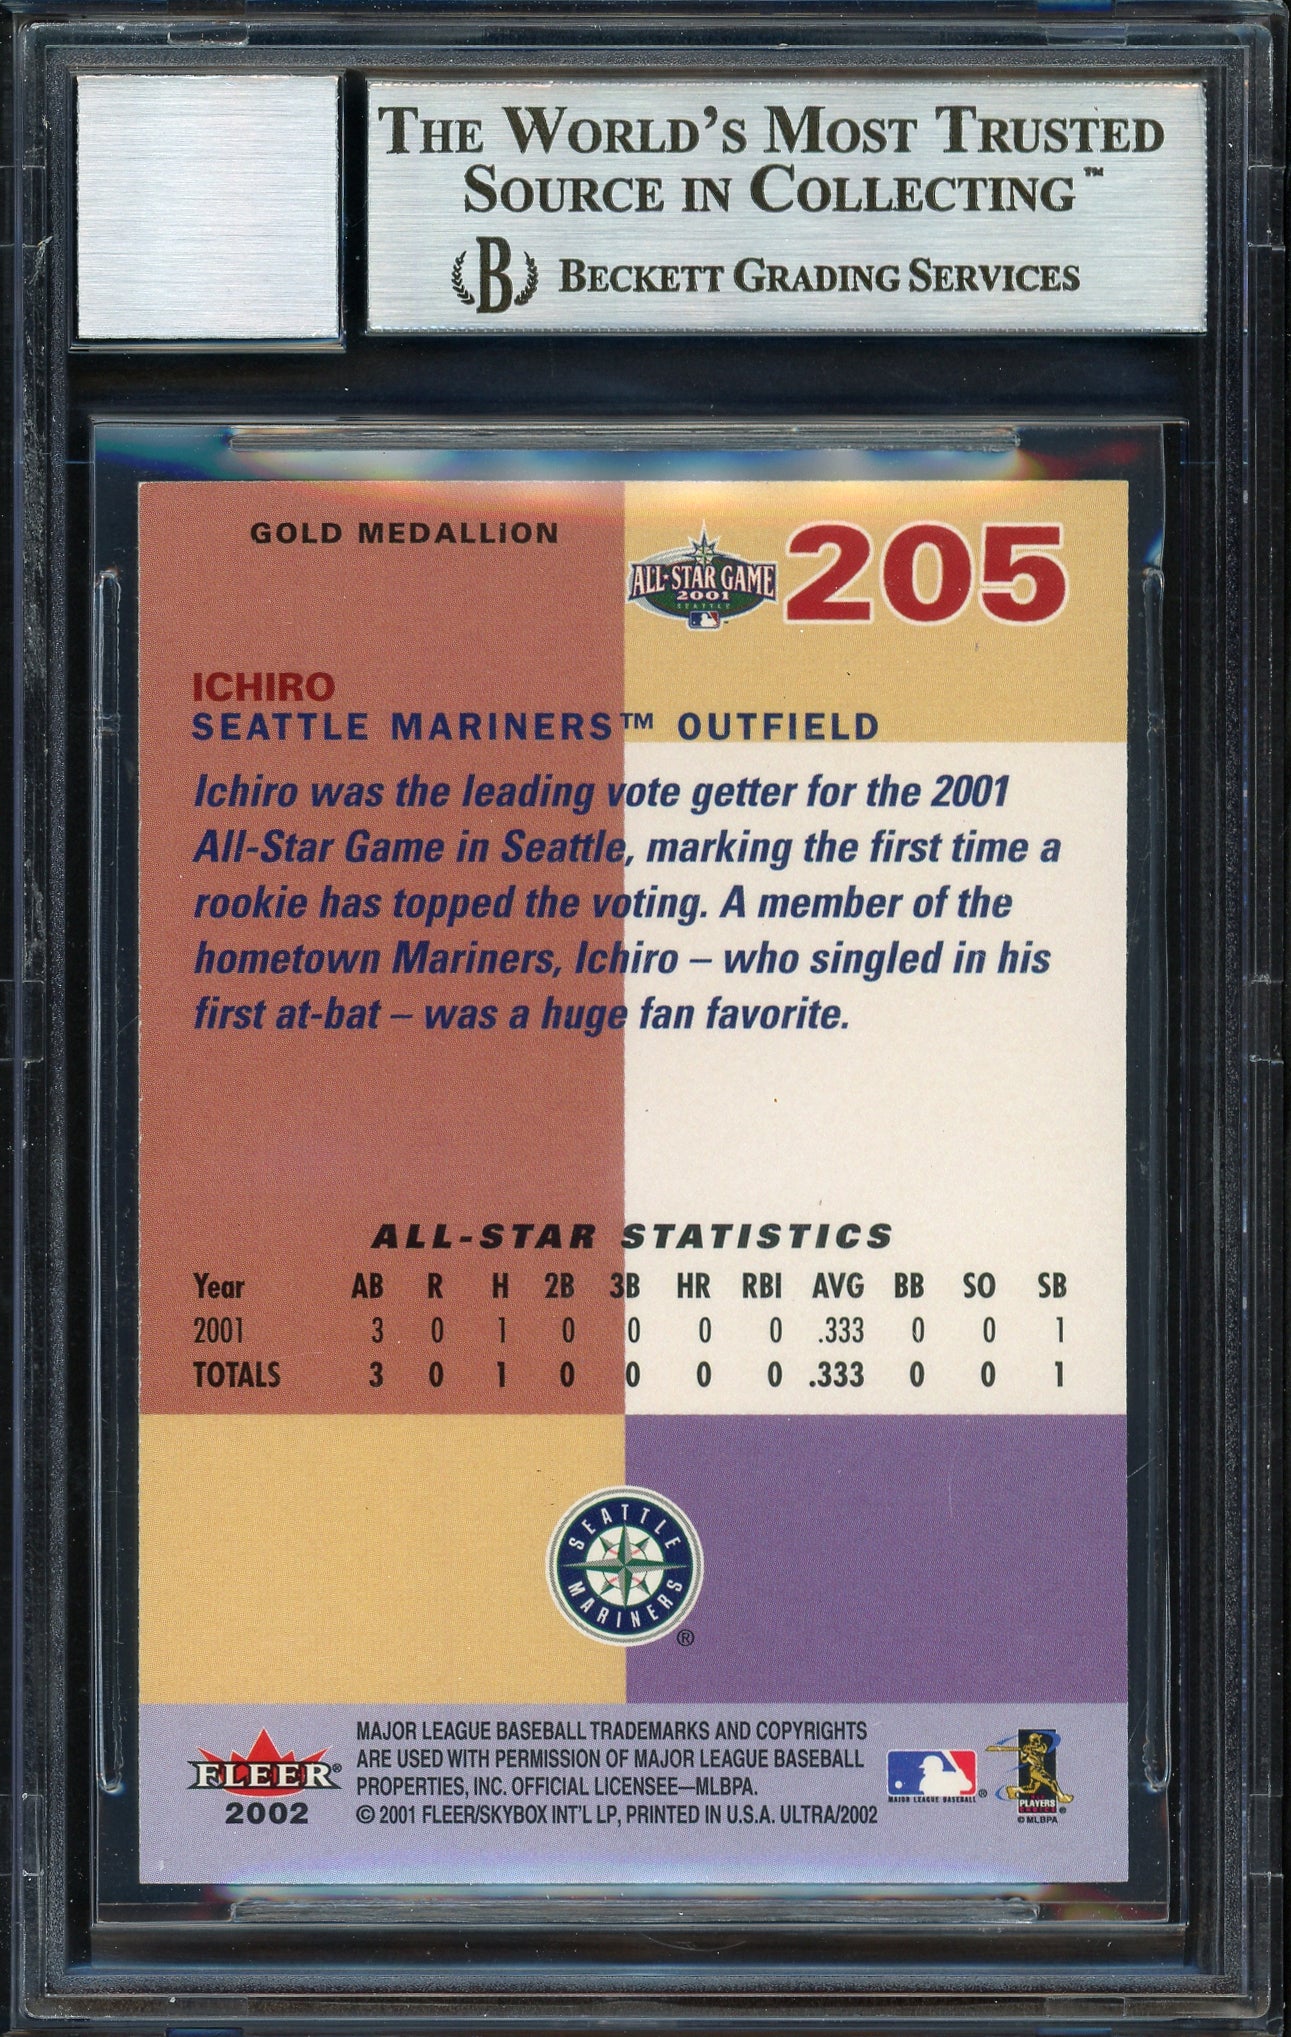 THE WORLD'S MOST TRUSTED
SOURCE IN COLLECTING™
B BECKETT GRADING SERVICES
GOLD MEDALLION
ALL-STAR GAME
2001
SEATTLE
205
ICHIRO
SEATTLE MARINERS™ OUTFIELD
Ichiro was the leading vote getter for the 2001
All-Star Game in Seattle, marking the first time a
rookie has topped the voting. A member of the
hometown Mariners, Ichiro – who singled in his
first at-bat – was a huge fan favorite.
ALL-STAR STATISTICS
Year AB R H 2B 3B HR RBI AVG BB SO SB
2001 3 0 1 0 0 0 0 .333 0 0 1
TOTALS 3 0 1 0 0 0 0 .333 0 0 1
SEATTLE
MARINERS
®
FLEER®
2002
MAJOR LEAGUE BASEBALL TRADEMARKS AND COPYRIGHTS
ARE USED WITH PERMISSION OF MAJOR LEAGUE BASEBALL
PROPERTIES, INC. OFFICIAL LICENSEE—MLBPA.
© 2001 FLEER/SKYBOX INT'L LP, PRINTED IN U.S.A. ULTRA/2002
MAJOR LEAGUE BASEBALL®
PLAYERS
CHOICE®
© MLBPA